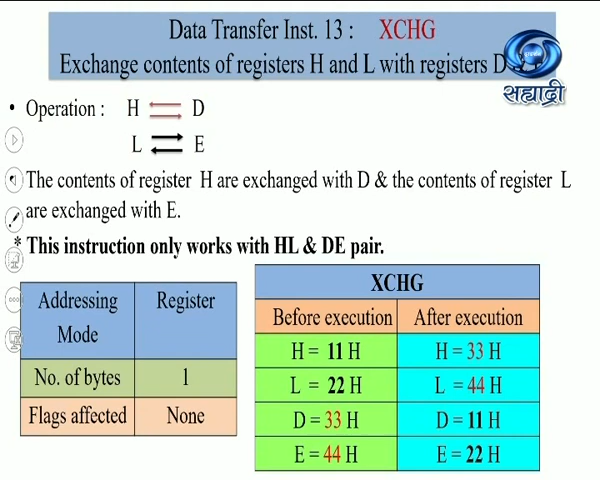 Data Transfer Inst. 13 : XCHG
Exchange contents of registers H and L with registers D
सह्याद्री
• Operation : H D
L E
The contents of register H are exchanged with D & the contents of register L
are exchanged with E.
* This instruction only works with HL & DE pair.
Addressing Mode Register
No. of bytes 1
Flags affected None
XCHG
Before execution After execution
H = 11 H H = 33 H
L = 22 H L = 44 H
D = 33 H D = 11 H
E = 44 H E = 22 H